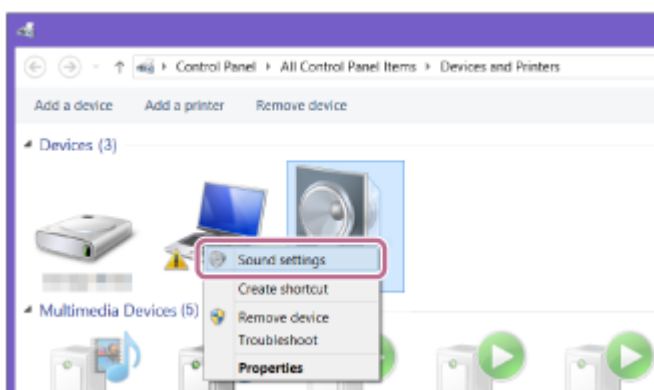 Control Panel ▸ All Control Panel Items ▸ Devices and Printers
Add a device Add a printer Remove device
Devices (3)
Sound settings
Create shortcut
Multimedia Devices (5)
Remove device
Troubleshoot
Properties